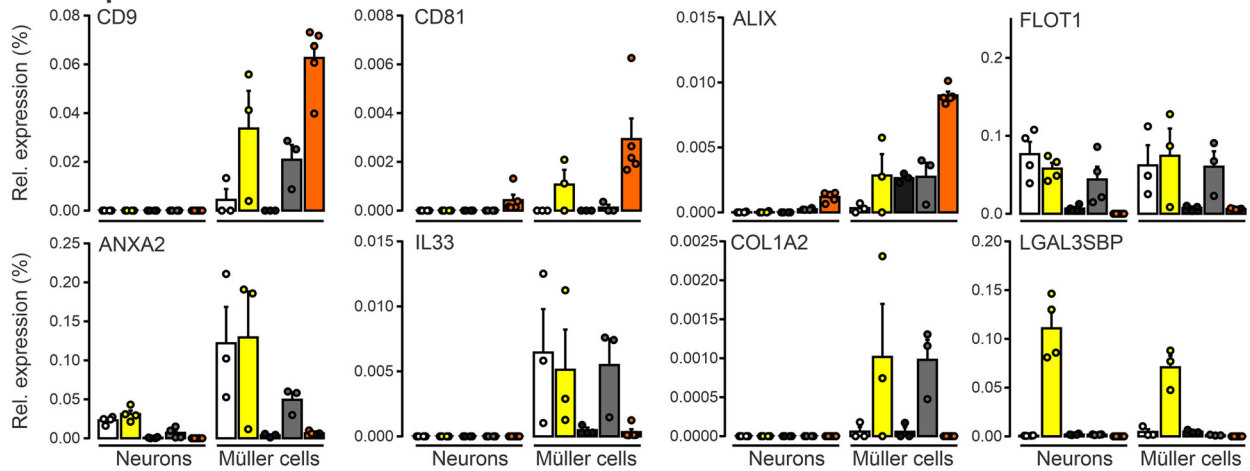 CD9
CD81
ALIX
FLOT1
Rel. expression (%)
0.08
0.06
0.04
0.02
0.00
0.008
0.006
0.004
0.002
0.000
0.015
0.010
0.005
0.000
0.2
0.1
0.0
ANXA2
IL33
COL1A2
LGAL3SBP
Rel. expression (%)
0.25
0.20
0.15
0.10
0.05
0.00
0.015
0.010
0.005
0.000
0.0025
0.0020
0.0015
0.0010
0.0005
0.0000
0.20
0.15
0.10
0.05
0.00
Neurons Müller cells
Neurons Müller cells
Neurons Müller cells
Neurons Müller cells